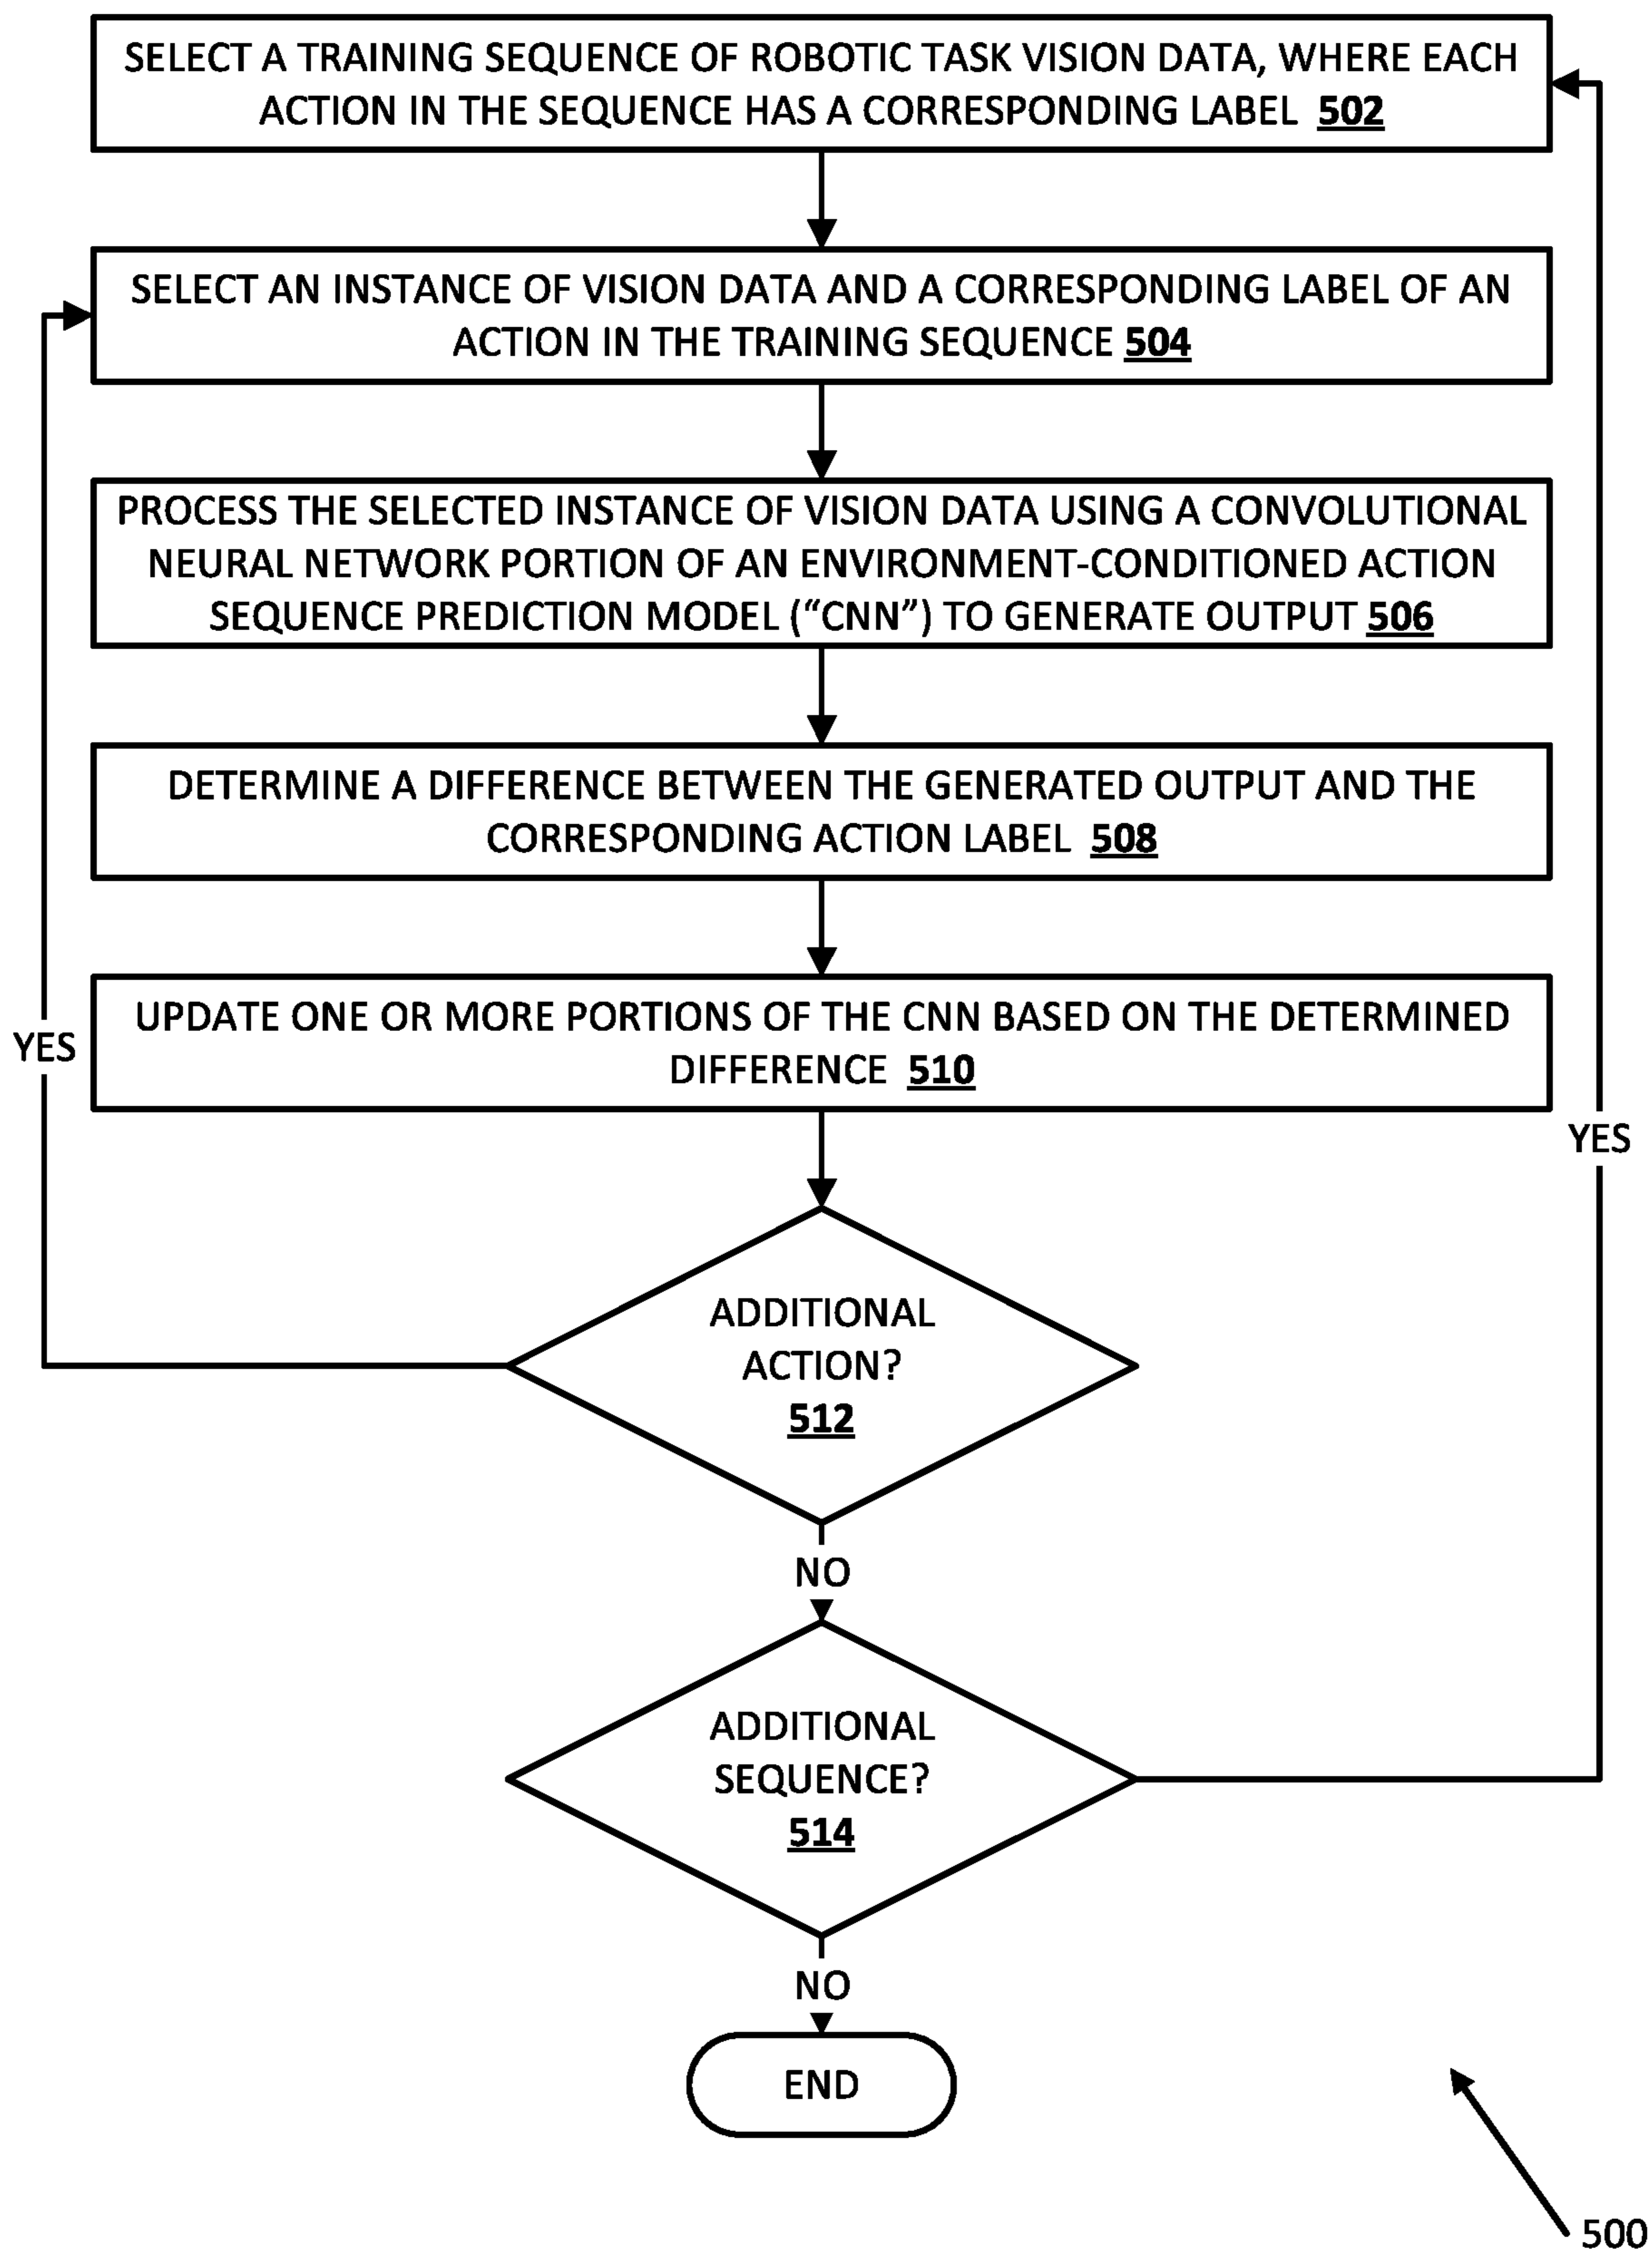 SELECT A TRAINING SEQUENCE OF ROBOTIC TASK VISION DATA, WHERE EACH
ACTION IN THE SEQUENCE HAS A CORRESPONDING LABEL 502
SELECT AN INSTANCE OF VISION DATA AND A CORRESPONDING LABEL OF AN
ACTION IN THE TRAINING SEQUENCE 504
PROCESS THE SELECTED INSTANCE OF VISION DATA USING A CONVOLUTIONAL
NEURAL NETWORK PORTION OF AN ENVIRONMENT-CONDITIONED ACTION
SEQUENCE PREDICTION MODEL (“CNN”) TO GENERATE OUTPUT 506
DETERMINE A DIFFERENCE BETWEEN THE GENERATED OUTPUT AND THE
CORRESPONDING ACTION LABEL 508
UPDATE ONE OR MORE PORTIONS OF THE CNN BASED ON THE DETERMINED
DIFFERENCE 510
YES
YES
ADDITIONAL
ACTION?
512
NO
ADDITIONAL
SEQUENCE?
514
NO
END
500